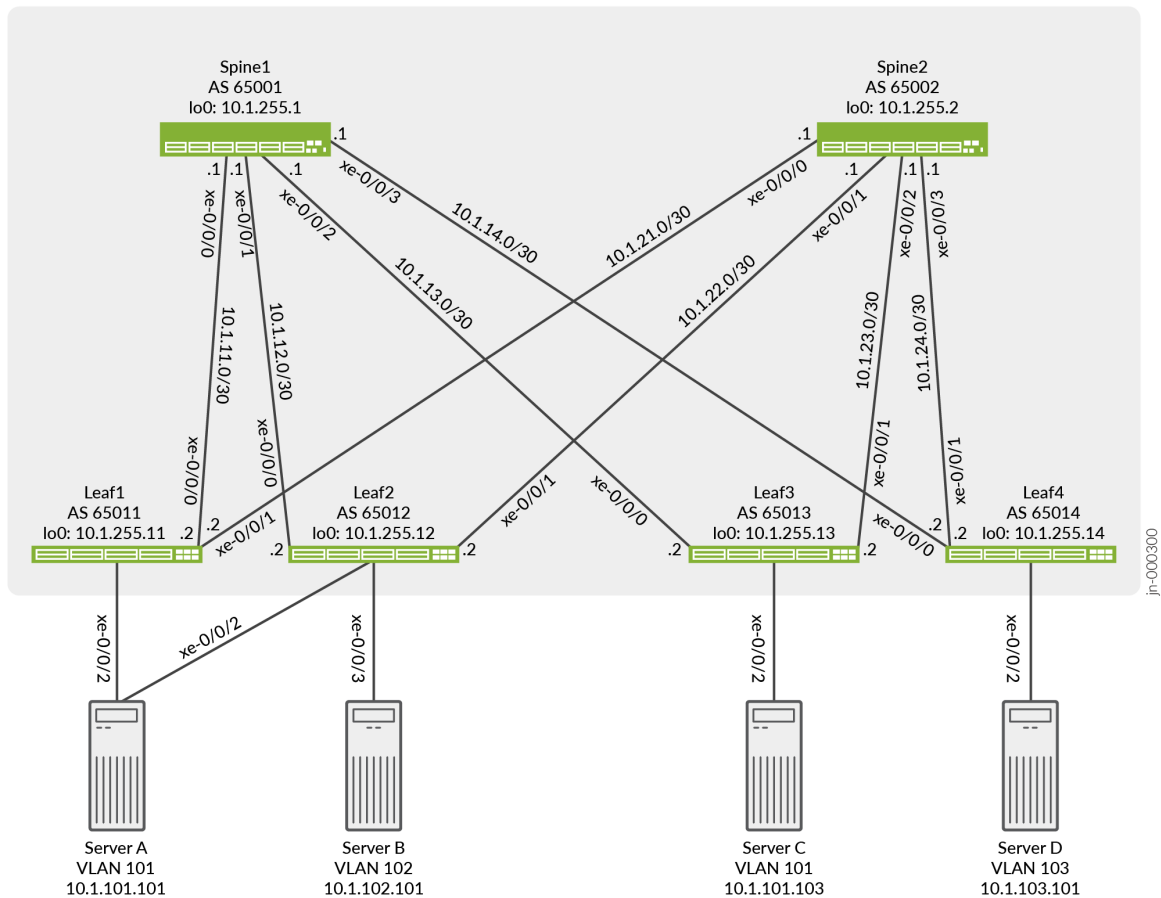 Spine1
AS 65001
lo0: 10.1.255.1
Spine2
AS 65002
lo0: 10.1.255.2
.1
.1
.1
.1
.1
.1
.1
.1
xe-0/0/0
xe-0/0/1
xe-0/0/2
xe-0/0/3
xe-0/0/0
xe-0/0/1
xe-0/0/2
xe-0/0/3
10.1.11.0/30
10.1.12.0/30
10.1.13.0/30
10.1.14.0/30
10.1.21.0/30
10.1.22.0/30
10.1.23.0/30
10.1.24.0/30
xe-0/0/0
xe-0/0/1
xe-0/0/0
xe-0/0/1
xe-0/0/0
xe-0/0/1
xe-0/0/0
xe-0/0/1
Leaf1
AS 65011
lo0: 10.1.255.11
.2
.2
Leaf2
AS 65012
lo0: 10.1.255.12
.2
.2
Leaf3
AS 65013
lo0: 10.1.255.13
.2
.2
Leaf4
AS 65014
lo0: 10.1.255.14
.2
.2
jn-000300
xe-0/0/2
xe-0/0/2
xe-0/0/3
xe-0/0/2
xe-0/0/2
Server A
VLAN 101
10.1.101.101
Server B
VLAN 102
10.1.102.101
Server C
VLAN 101
10.1.101.103
Server D
VLAN 103
10.1.103.101